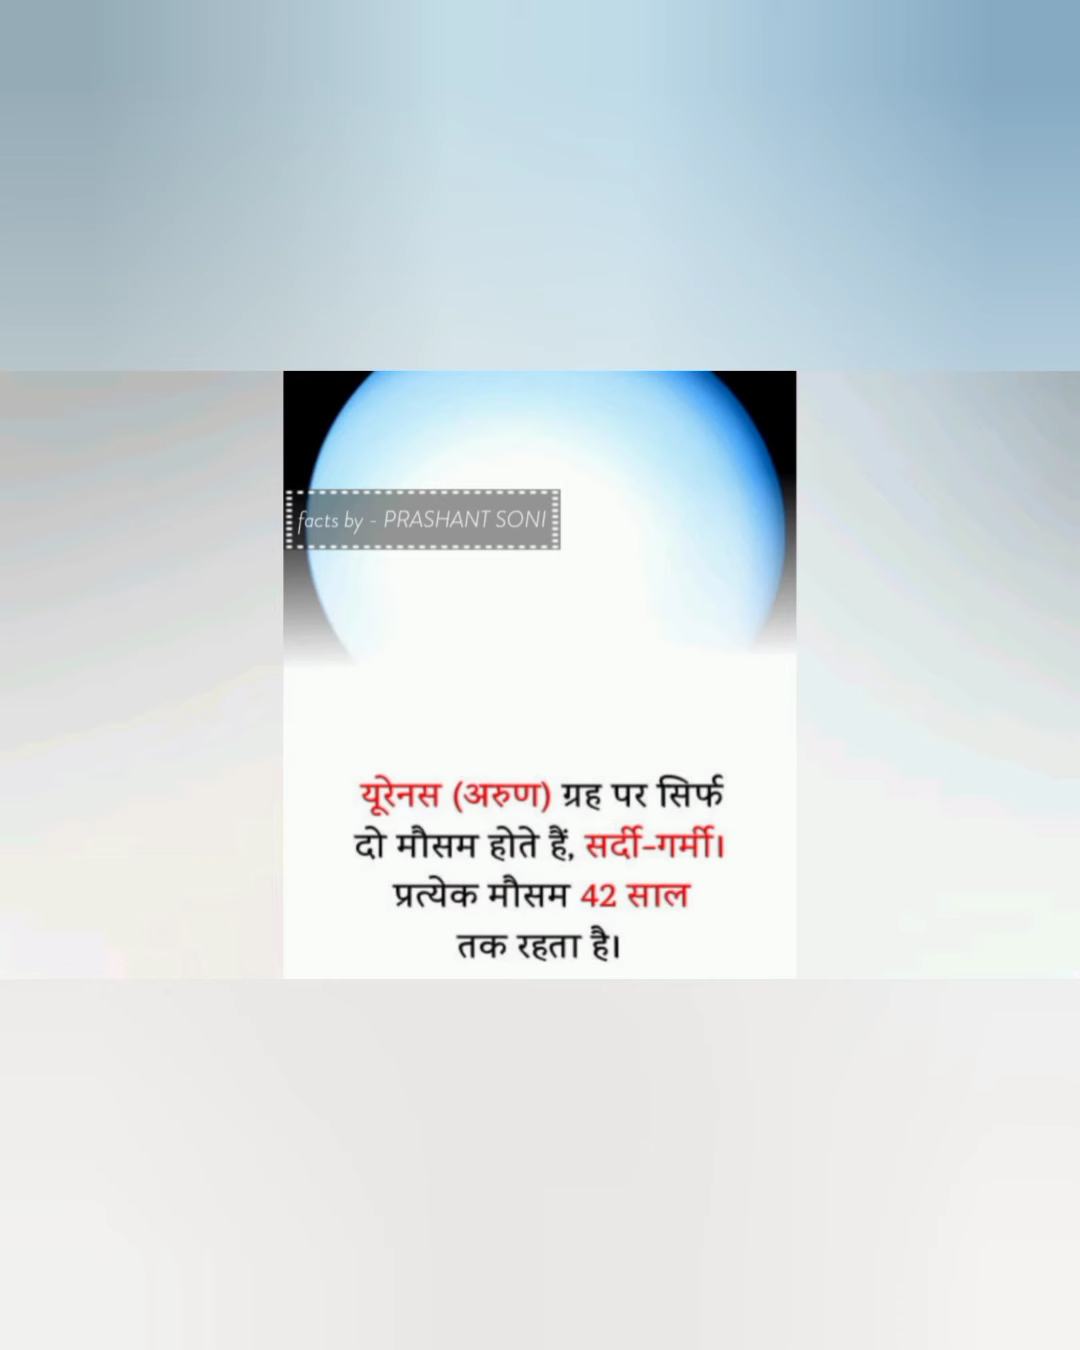 facts by - PRASHANT SONI
यूरेनस (अरुण) ग्रह पर सिर्फ
दो मौसम होते हैं, सर्दी-गर्मी।
प्रत्येक मौसम 42 साल
तक रहता है।